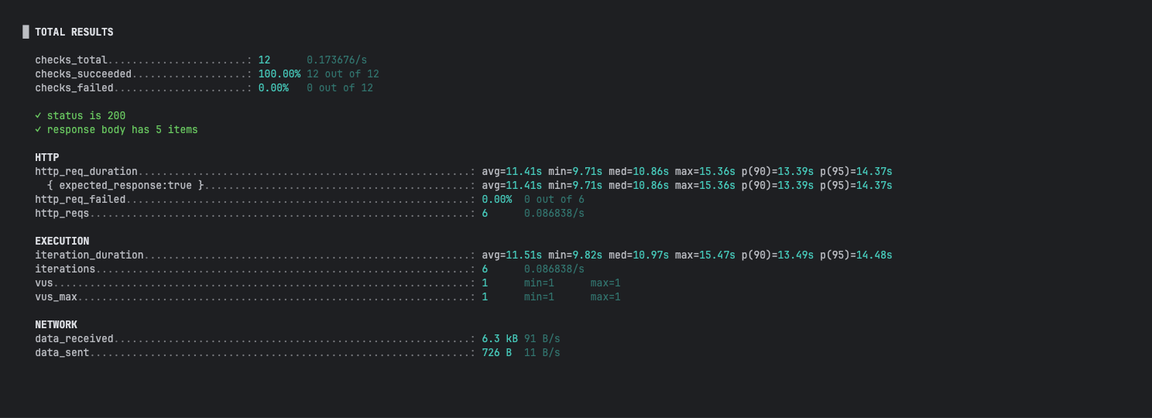 TOTAL RESULTS
checks_total.......................: 12 0.173676/s
checks_succeeded...................: 100.00% 12 out of 12
checks_failed......................: 0.00% 0 out of 12
✓ status is 200
✓ response body has 5 items
HTTP
http_req_duration.......................................................: avg=11.41s min=9.71s med=10.86s max=15.36s p(90)=13.39s p(95)=14.37s
{ expected_response:true }............................................: avg=11.41s min=9.71s med=10.86s max=15.36s p(90)=13.39s p(95)=14.37s
http_req_failed.........................................................: 0.00% 0 out of 6
http_reqs...............................................................: 6 0.086838/s
EXECUTION
iteration_duration......................................................: avg=11.51s min=9.82s med=10.97s max=15.47s p(90)=13.49s p(95)=14.48s
iterations..............................................................: 6 0.086838/s
vus.....................................................................: 1 min=1 max=1
vus_max.................................................................: 1 min=1 max=1
NETWORK
data_received...........................................................: 6.3 kB 91 B/s
data_sent...............................................................: 726 B 11 B/s